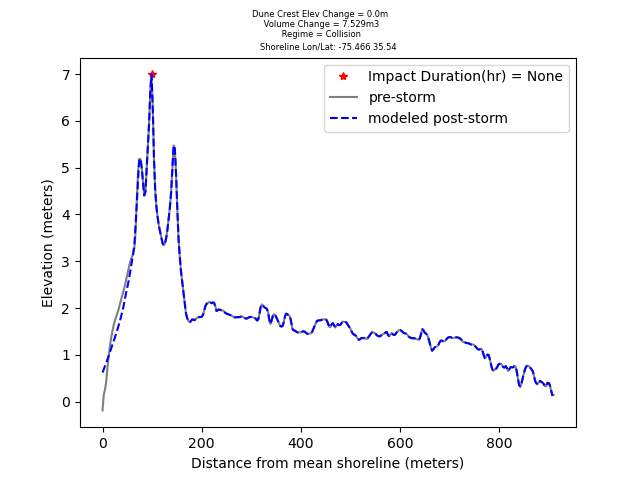 Dune Crest Elev Change = 0.0m
Volume Change = 7.529m3
Regime = Collision
Shoreline Lon/Lat: -75.466 35.54
Impact Duration(hr) = None
pre-storm
modeled post-storm
7
6
5
4
3
2
1
0
Elevation (meters)
0 200 400 600 800
Distance from mean shoreline (meters)